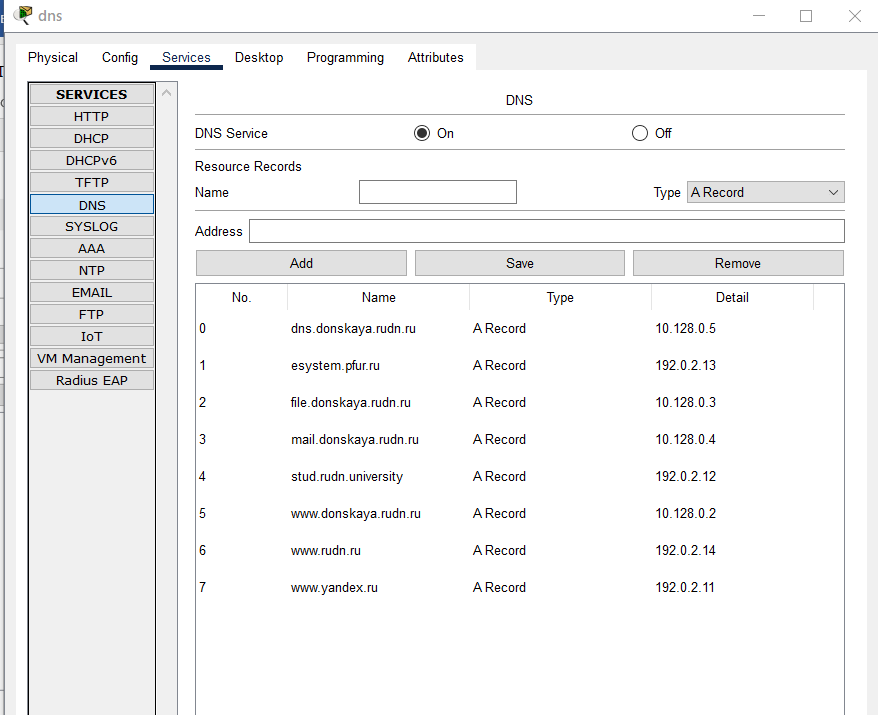 dns
Physical Config Services Desktop Programming Attributes
SERVICES
HTTP
DHCP
DHCPv6
TFTP
DNS
SYSLOG
AAA
NTP
EMAIL
FTP
IoT
VM Management
Radius EAP
DNS
DNS Service On Off
Resource Records
Name Type A Record
Address
Add Save Remove
No. Name Type Detail
0 dns.donskaya.rudn.ru A Record 10.128.0.5
1 esystem.pfur.ru A Record 192.0.2.13
2 file.donskaya.rudn.ru A Record 10.128.0.3
3 mail.donskaya.rudn.ru A Record 10.128.0.4
4 stud.rudn.university A Record 192.0.2.12
5 www.donskaya.rudn.ru A Record 10.128.0.2
6 www.rudn.ru A Record 192.0.2.14
7 www.yandex.ru A Record 192.0.2.11